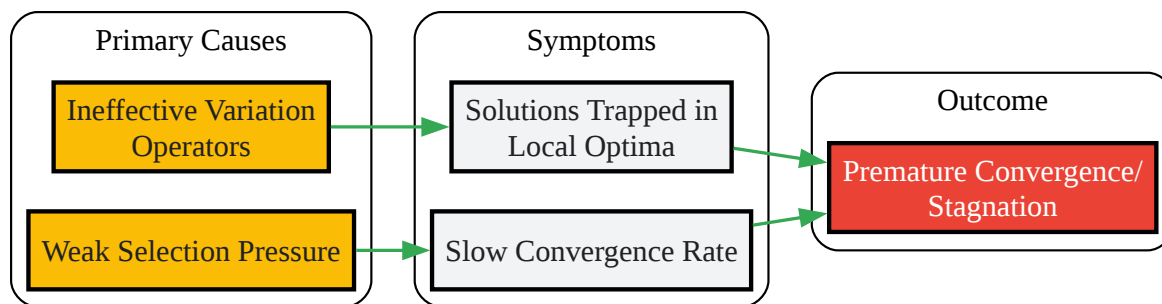 Primary Causes
Ineffective Variation
Operators
Weak Selection Pressure
Symptoms
Solutions Trapped in
Local Optima
Slow Convergence Rate
Outcome
Premature Convergence/
Stagnation